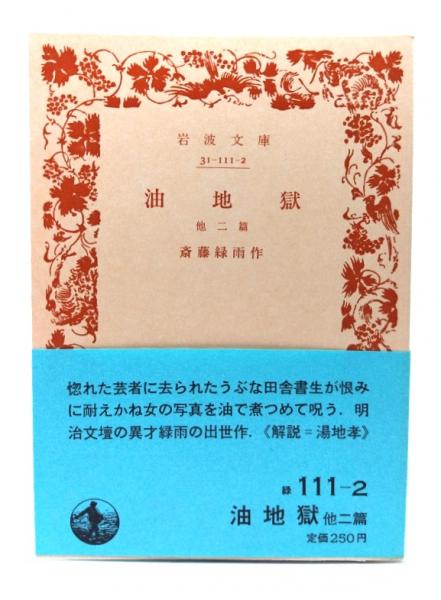 岩波文庫
31-111-2
油地獄
他二篇
斎藤緑雨作
惚れた芸者に去られたうぶな田舎書生が恨み
に耐えかね女の写真を油で煮つめて呪う．明
治文壇の異才緑雨の出世作．《解説＝湯地孝》
緑 111-2
油地獄 他二篇
定価250円